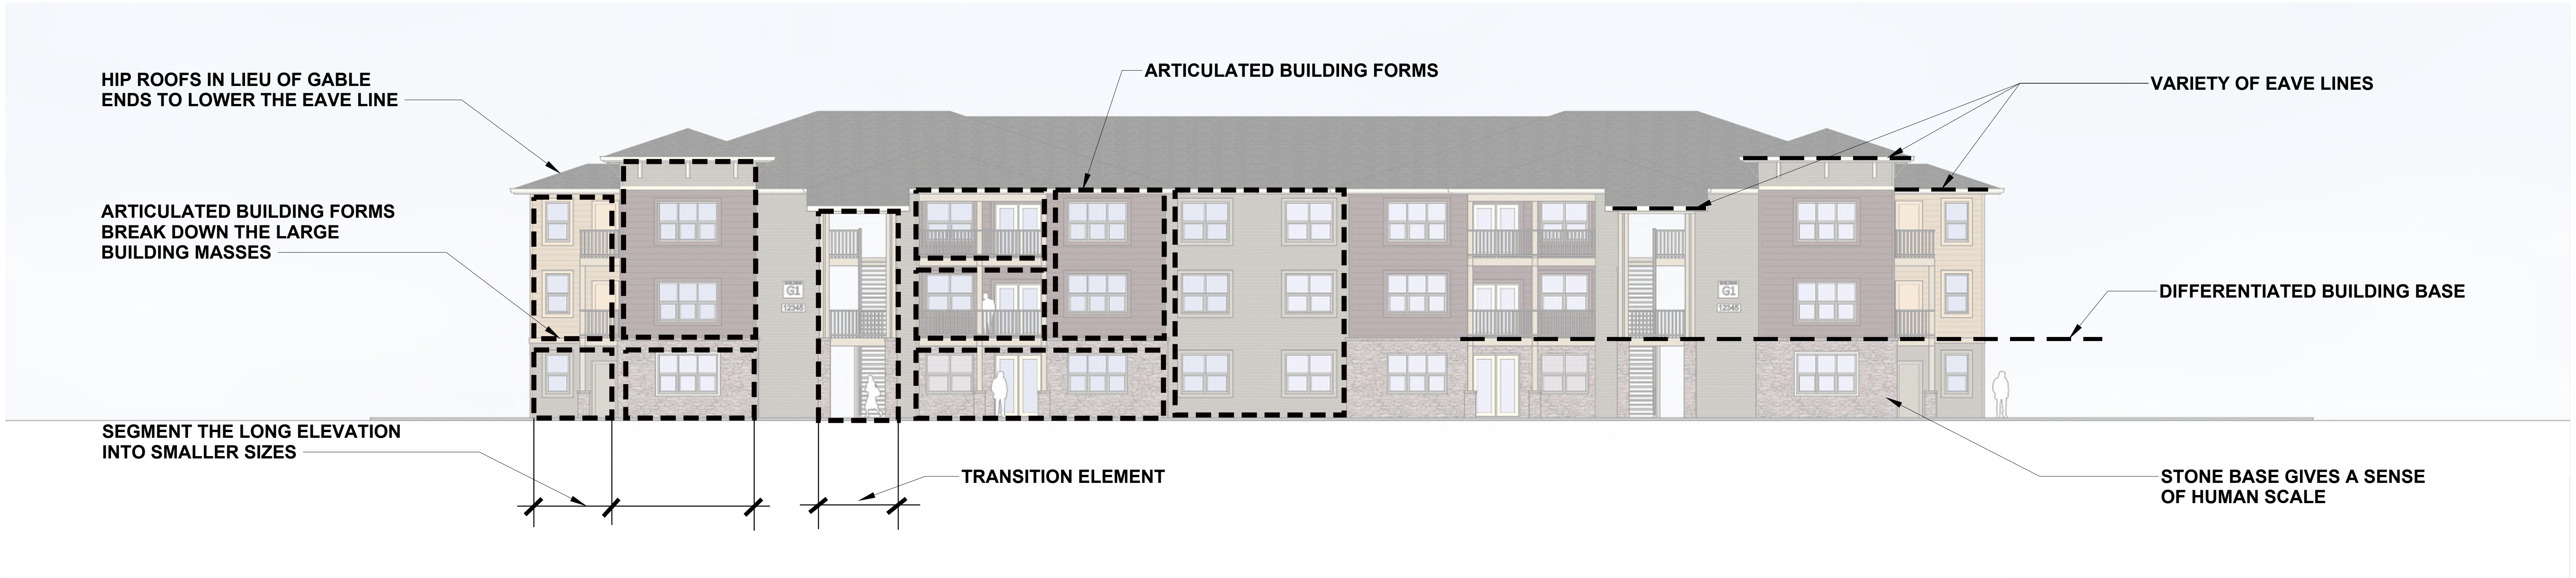 HIP ROOFS IN LIEU OF GABLE
ENDS TO LOWER THE EAVE LINE
ARTICULATED BUILDING FORMS
VARIETY OF EAVE LINES
ARTICULATED BUILDING FORMS
BREAK DOWN THE LARGE
BUILDING MASSES
G1
12345
G1
12345
DIFFERENTIATED BUILDING BASE
SEGMENT THE LONG ELEVATION
INTO SMALLER SIZES
TRANSITION ELEMENT
STONE BASE GIVES A SENSE
OF HUMAN SCALE